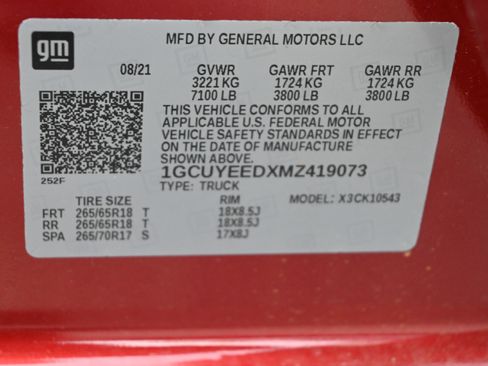 gm
MFD BY GENERAL MOTORS LLC
08/21 GVWR GAWR FRT GAWR RR
3221 KG 1724 KG 1724 KG
7100 LB 3800 LB 3800 LB
THIS VEHICLE CONFORMS TO ALL
APPLICABLE U.S. FEDERAL MOTOR
VEHICLE SAFETY STANDARDS IN EFFECT
ON THE DATE OF MANUFACTURE
SHOWN ABOVE.
252F
1GCUYEEDXMZ419073
TYPE: TRUCK MODEL: X3CK10543
TIRE SIZE RIM
FRT 265/65R18 T 18X8.5J
RR 265/65R18 T 18X8.5J
SPA 265/70R17 S 17X8J